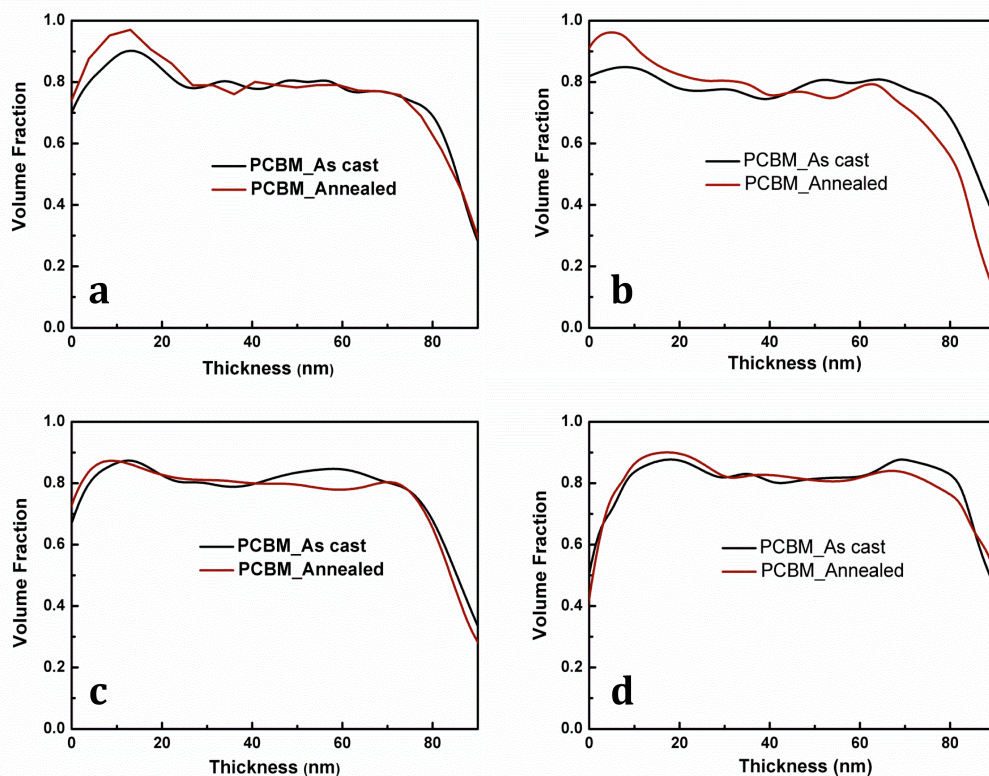 1.0
0.8
0.6
0.4
0.2
0.0
0 20 40 60 80
Volume Fraction
Thickness (nm)
PCBM_As cast
PCBM_Annealed
a
1.0
0.8
0.6
0.4
0.2
0.0
0 20 40 60 80
Volume Fraction
Thickness (nm)
PCBM_As cast
PCBM_Annealed
b
1.0
0.8
0.6
0.4
0.2
0.0
0 20 40 60 80
Volume Fraction
Thickness (nm)
PCBM_As cast
PCBM_Annealed
c
1.0
0.8
0.6
0.4
0.2
0.0
0 20 40 60 80
Volume Fraction
Thickness (nm)
PCBM_As cast
PCBM_Annealed
d